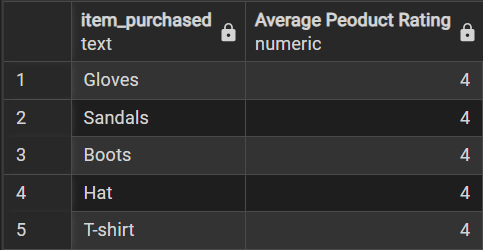 item_purchased Average Peoduct Rating
text numeric
1 Gloves 4
2 Sandals 4
3 Boots 4
4 Hat 4
5 T-shirt 4